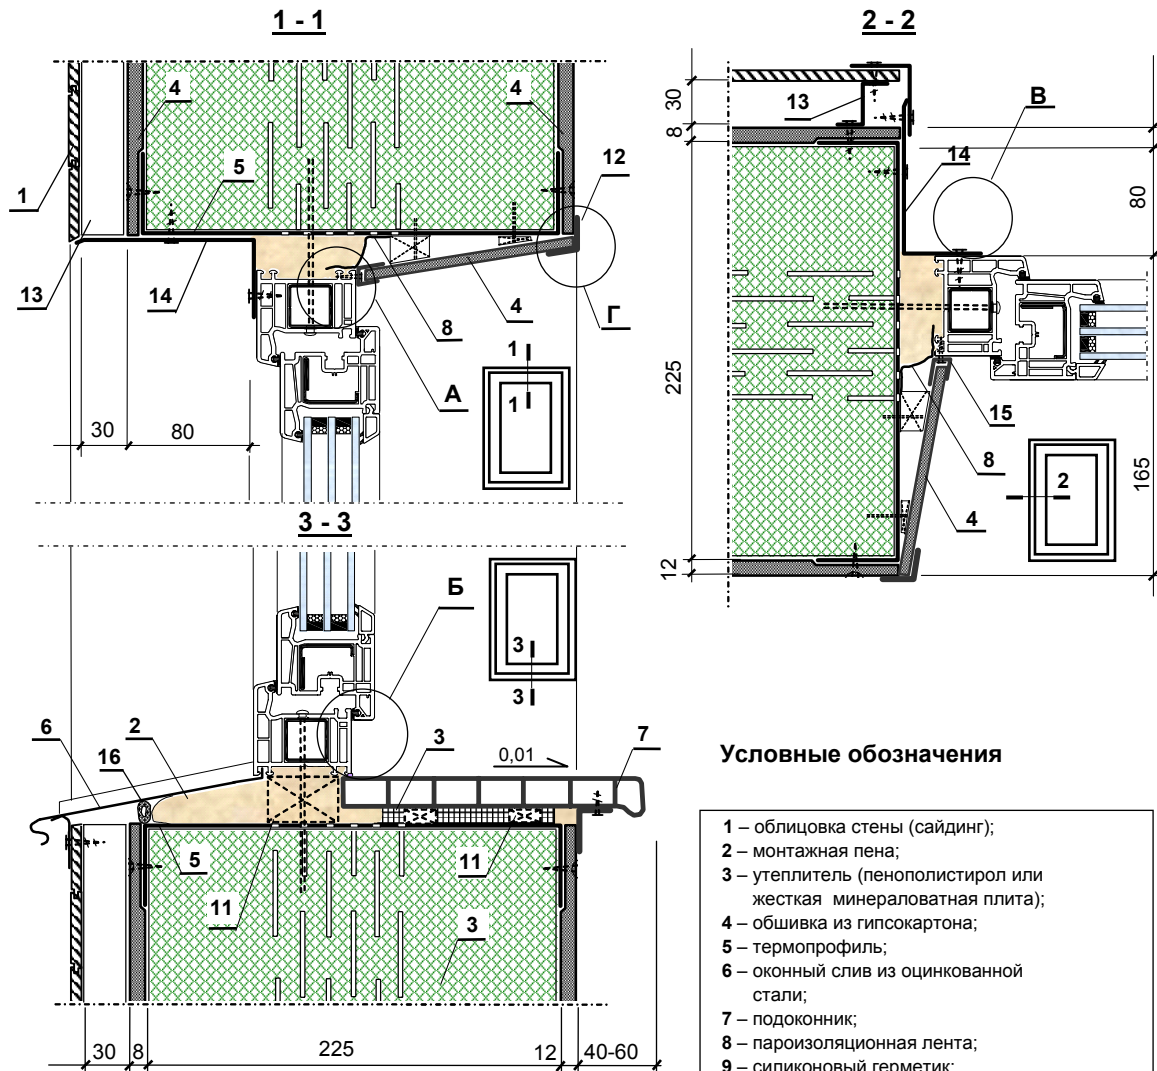 1 - 1
4
4
5
12
1
13
14
8
4
Г
А
1
1
30
80
2 - 2
30
8
13
В
14
80
225
15
8
2
4
165
12
3 - 3
Б
3
3
6
2
16
3
0,01
7
5
11
11
3
30
8
225
12
40-60
Условные обозначения
1 – облицовка стены (сайдинг);
2 – монтажная пена;
3 – утеплитель (пенополистирол или
жесткая минераловатная плита);
4 – обшивка из гипсокартона;
5 – термопрофиль;
6 – оконный слив из оцинкованной
стали;
7 – подоконник;
8 – пароизоляционная лента;
9 – силиконовый герметик;